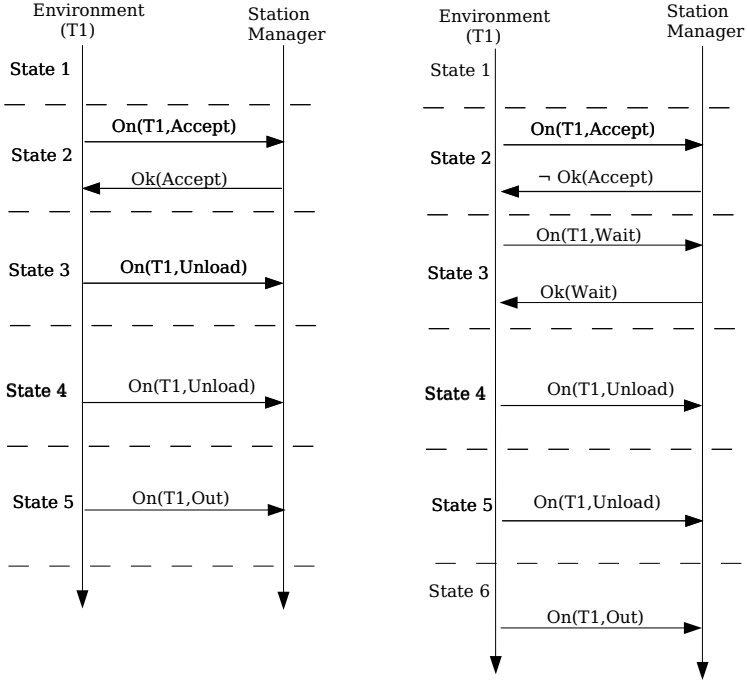 Environment
(T1)
Station
Manager
State 1
On(T1,Accept)
State 2
Ok(Accept)
State 3
On(T1,Unload)
State 4
On(T1,Unload)
State 5
On(T1,Out)
Environment
(T1)
Station
Manager
State 1
On(T1,Accept)
State 2
¬ Ok(Accept)
On(T1,Wait)
State 3
Ok(Wait)
State 4
On(T1,Unload)
State 5
On(T1,Unload)
State 6
On(T1,Out)